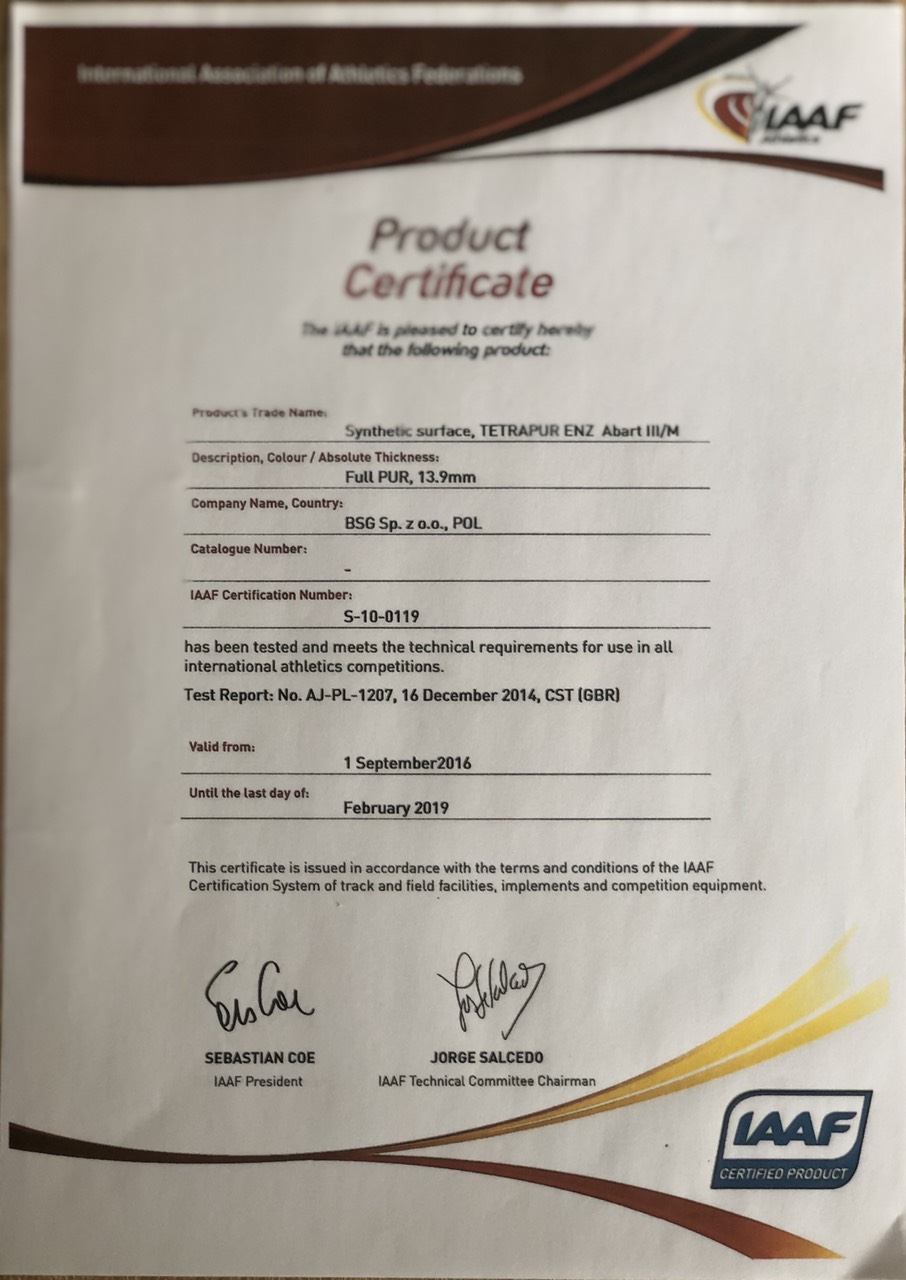 International Association of Athletics Federations
IAAF
Athletics
Product
Certificate
The IAAF is pleased to certify hereby
that the following product:
Product's Trade Name:
Synthetic surface, TETRAPUR ENZ Abart III/M
Description, Colour / Absolute Thickness:
Full PUR, 13.9mm
Company Name, Country:
BSG Sp. z o.o., POL
Catalogue Number:
-
IAAF Certification Number:
S-10-0119
has been tested and meets the technical requirements for use in all
international athletics competitions.
Test Report: No. AJ-PL-1207, 16 December 2014, CST (GBR)
Valid from:
1 September2016
Until the last day of:
February 2019
This certificate is issued in accordance with the terms and conditions of the IAAF
Certification System of track and field facilities, implements and competition equipment.
Seb Coe
SEBASTIAN COE
JORGE SALCEDO
IAAF President
IAAF Technical Committee Chairman
IAAF
CERTIFIED PRODUCT